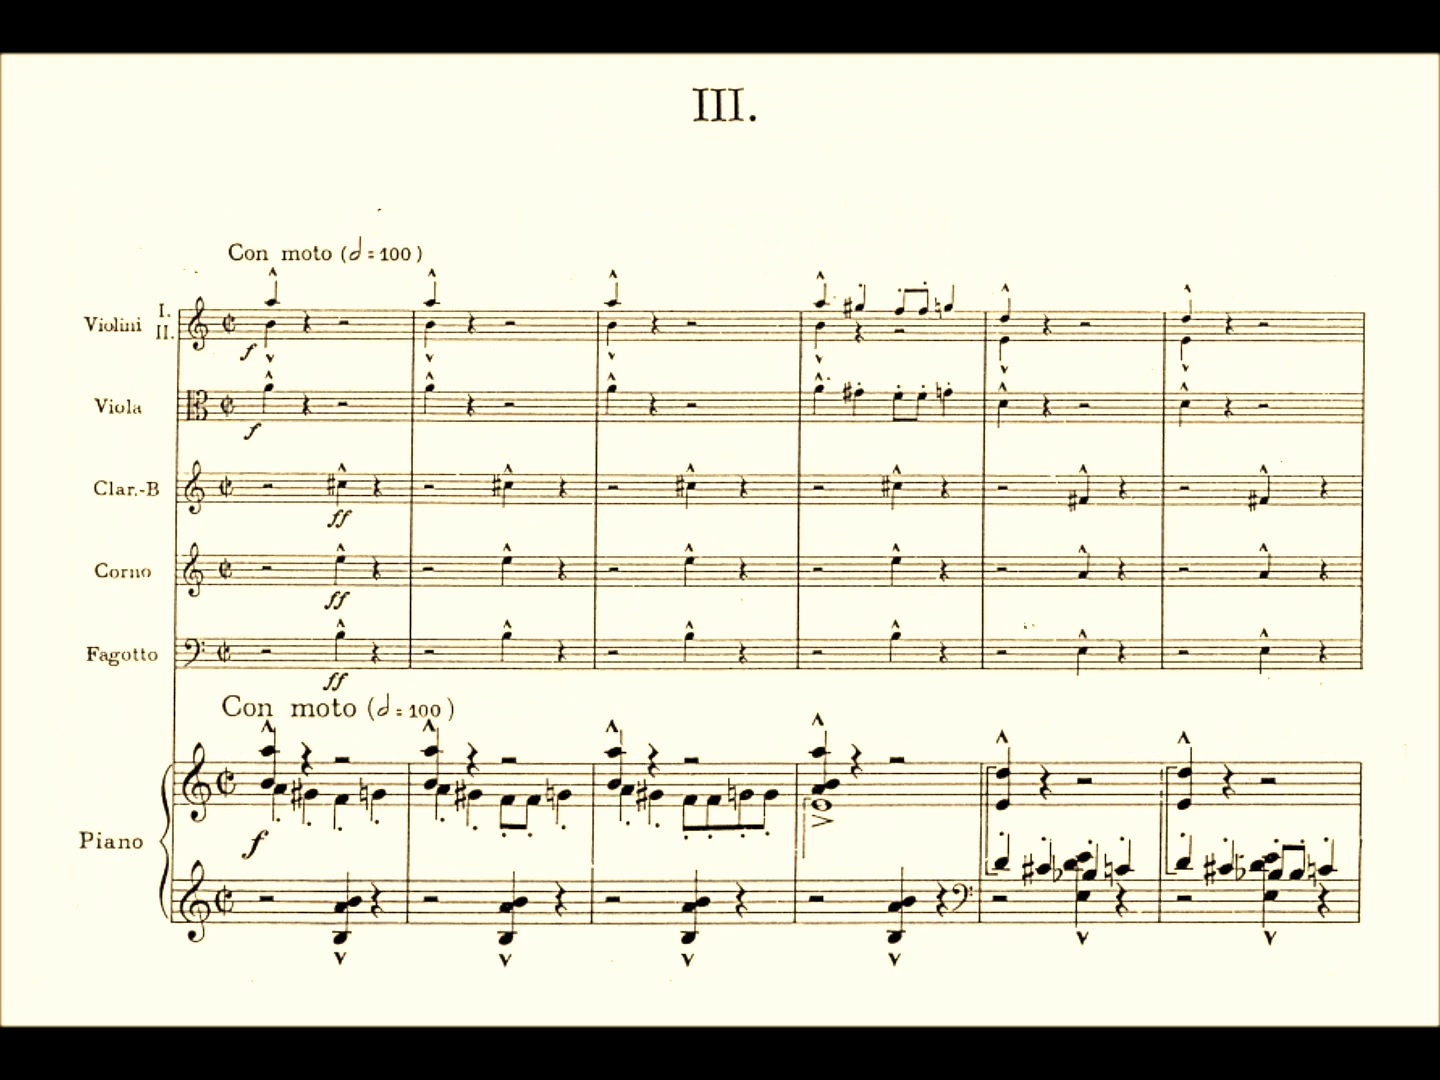 III.
Con moto (𝅗𝅥=100)
Violini I.
II.
f
Viola
f
Clar.-B
ff
Corno
ff
Fagotto
ff
Con moto (𝅗𝅥=100)
Piano
f